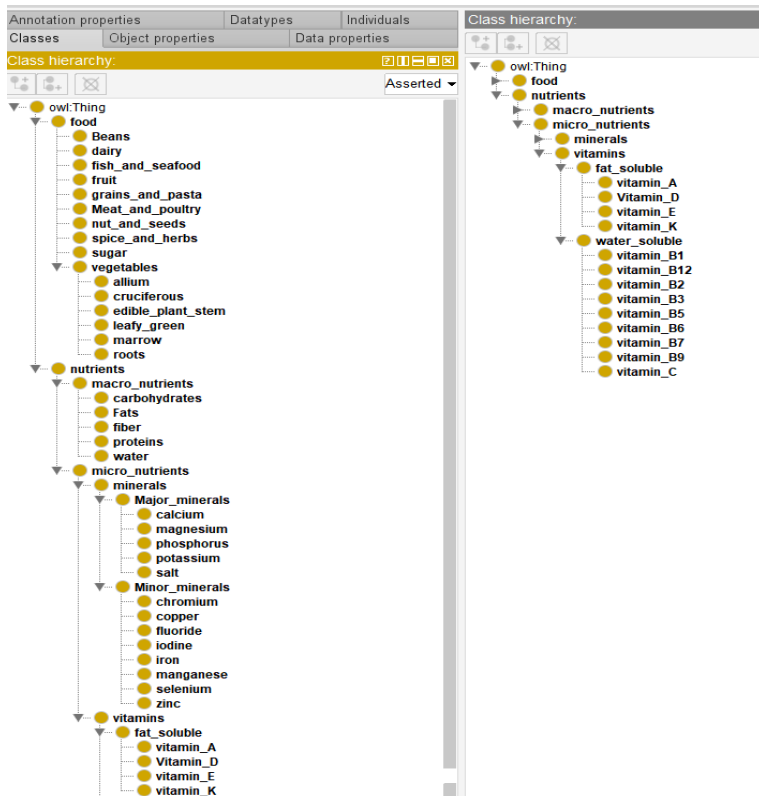 Annotation properties Datatypes Individuals
Classes Object properties Data properties
Class hierarchy:
Asserted
owl:Thing
food
Beans
dairy
fish_and_seafood
fruit
grains_and_pasta
Meat_and_poultry
nut_and_seeds
spice_and_herbs
sugar
vegetables
allium
cruciferous
edible_plant_stem
leafy_green
marrow
roots
nutrients
macro_nutrients
carbohydrates
Fats
fiber
proteins
water
micro_nutrients
minerals
Major_minerals
calcium
magnesium
phosphorus
potassium
salt
Minor_minerals
chromium
copper
fluoride
iodine
iron
manganese
selenium
zinc
vitamins
fat_soluble
vitamin_A
Vitamin_D
vitamin_E
vitamin_K
Class hierarchy:
owl:Thing
food
nutrients
macro_nutrients
micro_nutrients
minerals
vitamins
fat_soluble
vitamin_A
Vitamin_D
vitamin_E
vitamin_K
water_soluble
vitamin_B1
vitamin_B12
vitamin_B2
vitamin_B3
vitamin_B5
vitamin_B6
vitamin_B7
vitamin_B9
vitamin_C